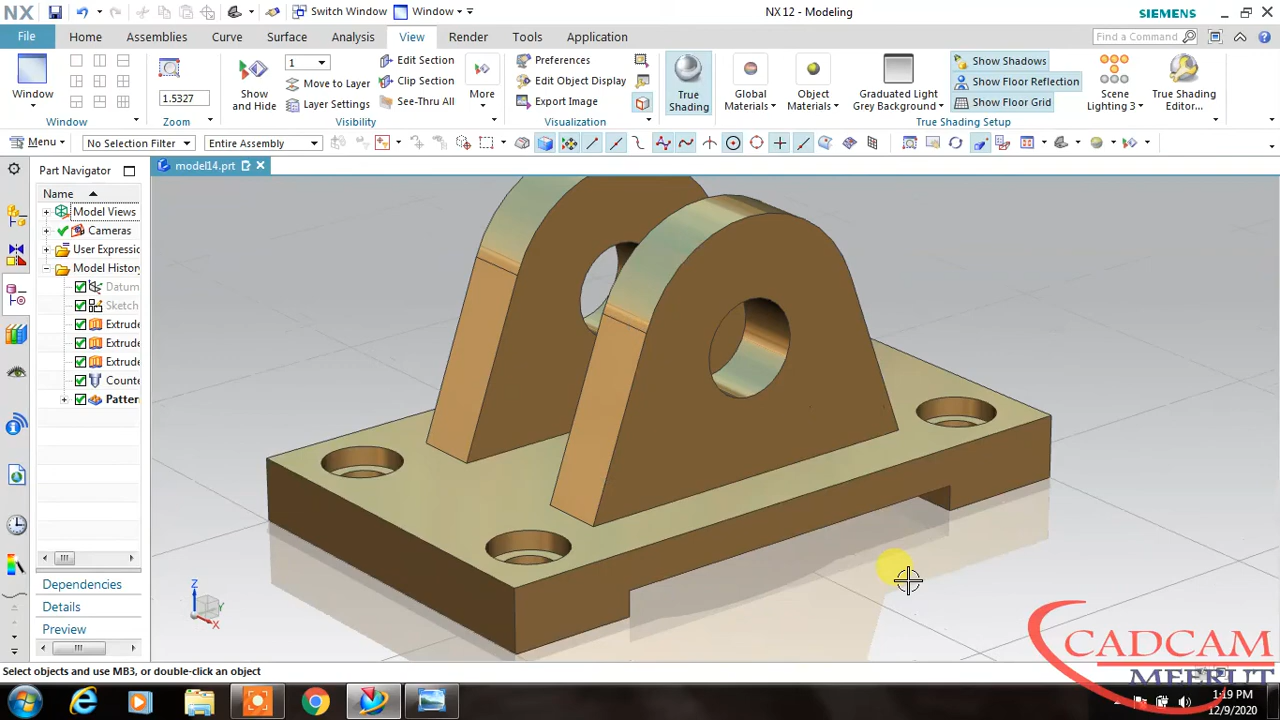 NX
Switch Window
Window
NX 12 - Modeling
SIEMENS
File
Home
Assemblies
Curve
Surface
Analysis
View
Render
Tools
Application
Find a Command
Window
Window
1.5327
Zoom
Show and Hide
1
Move to Layer
Layer Settings
Edit Section
Clip Section
See-Thru All
More
Visibility
Preferences
Edit Object Display
Export Image
Visualization
True Shading
Global Materials
Object Materials
Graduated Light Grey Background
Show Shadows
Show Floor Reflection
Show Floor Grid
Scene Lighting 3
True Shading Editor...
True Shading Setup
Menu
No Selection Filter
Entire Assembly
Part Navigator
model14.prt
Name
Model Views
Cameras
User Expressio
Model History
Datum
Sketch
Extrude
Extrude
Extrude
Counte
Patter
Dependencies
Details
Preview
Z
Y
X
Select objects and use MB3, or double-click an object
CADCAM
MEERUT
1:19 PM
12/9/2020